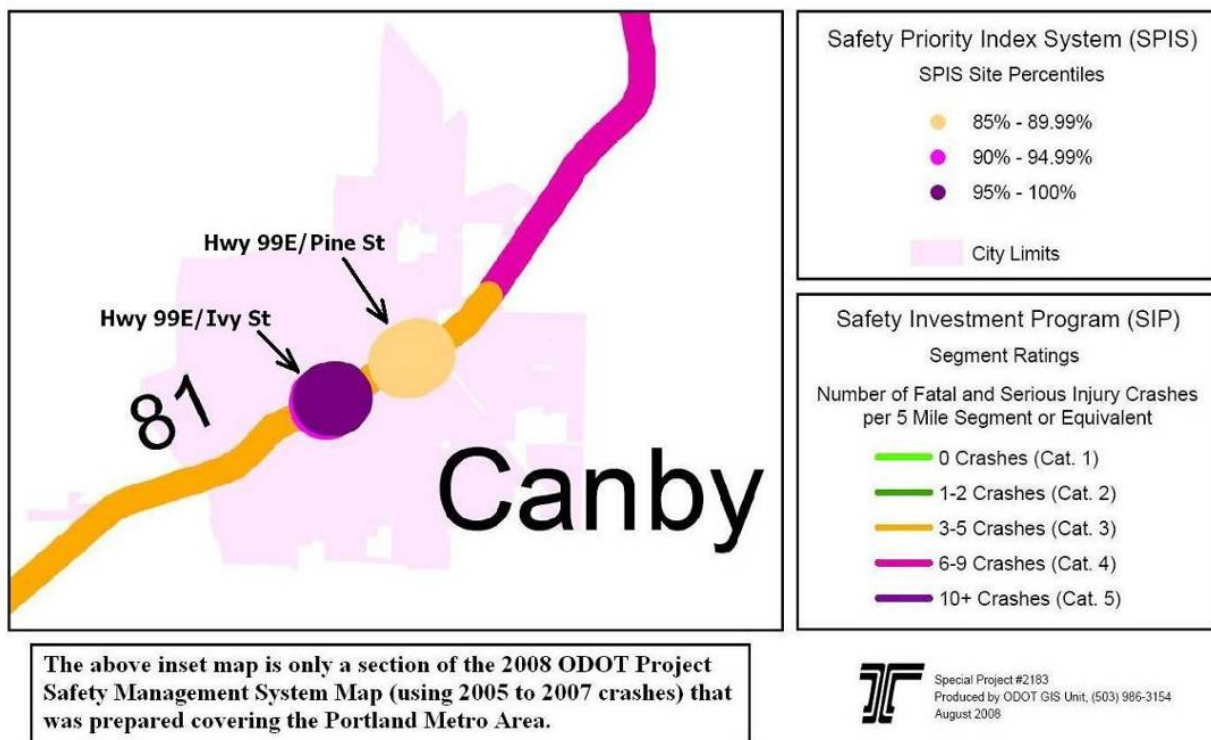 Hwy 99E/Pine St
Hwy 99E/Ivy St
81
Canby
Safety Priority Index System (SPIS)
SPIS Site Percentiles
85% - 89.99%
90% - 94.99%
95% - 100%
City Limits
Safety Investment Program (SIP)
Segment Ratings
Number of Fatal and Serious Injury Crashes
per 5 Mile Segment or Equivalent
0 Crashes (Cat. 1)
1-2 Crashes (Cat. 2)
3-5 Crashes (Cat. 3)
6-9 Crashes (Cat. 4)
10+ Crashes (Cat. 5)
The above inset map is only a section of the 2008 ODOT Project
Safety Management System Map (using 2005 to 2007 crashes) that
was prepared covering the Portland Metro Area.
Special Project #2183
Produced by ODOT GIS Unit, (503) 986-3154
August 2008